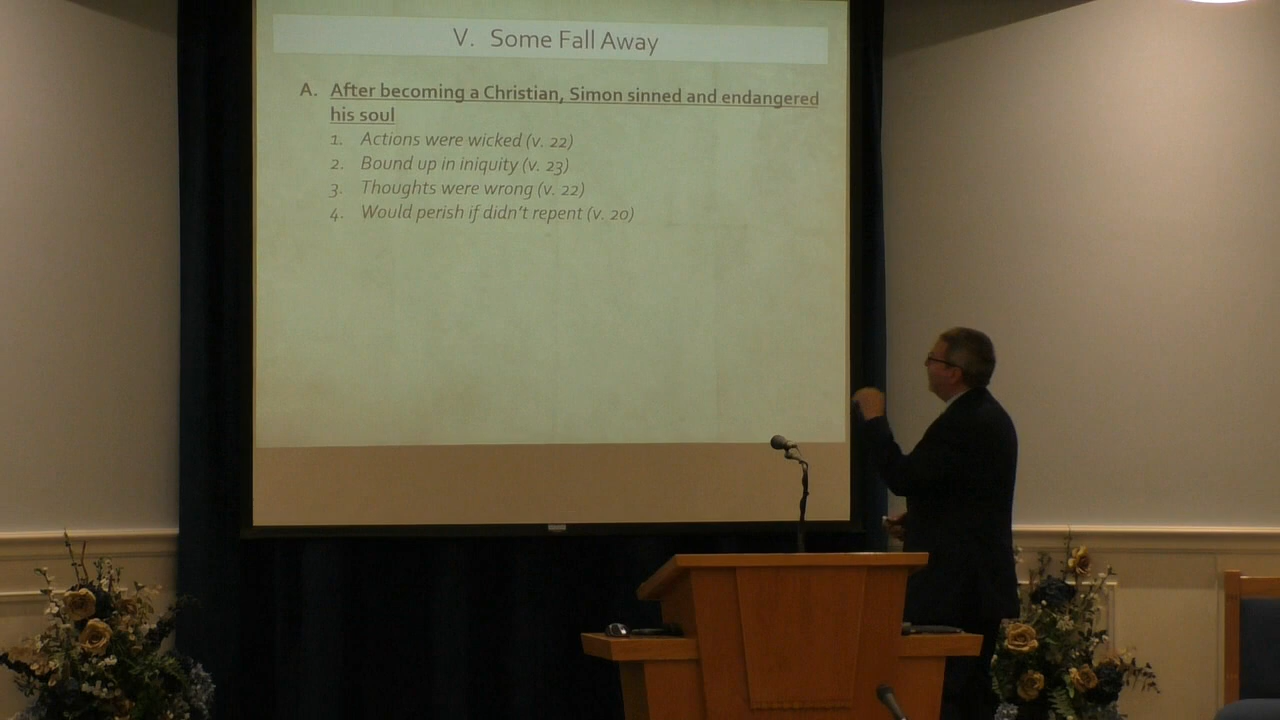 V. Some Fall Away
A. After becoming a Christian, Simon sinned and endangered
his soul
1. Actions were wicked (v. 22)
2. Bound up in iniquity (v. 23)
3. Thoughts were wrong (v. 22)
4. Would perish if didn't repent (v. 20)